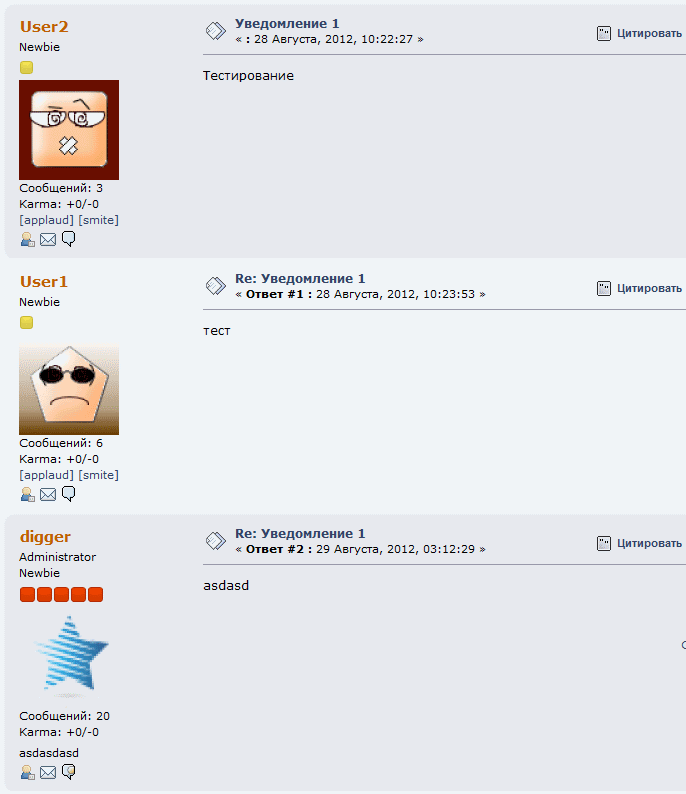 User2
Newbie
Сообщений: 3
Karma: +0/-0
[applaud] [smite]
Уведомление 1
« : 28 Августа, 2012, 10:22:27 »
Цитировать
Тестирование
User1
Newbie
Сообщений: 6
Karma: +0/-0
[applaud] [smite]
Re: Уведомление 1
« Ответ #1 : 28 Августа, 2012, 10:23:53 »
Цитировать
тест
digger
Administrator
Newbie
Сообщений: 20
Karma: +0/-0
asdasdasd
Re: Уведомление 1
« Ответ #2 : 29 Августа, 2012, 03:12:29 »
Цитировать
asdasd